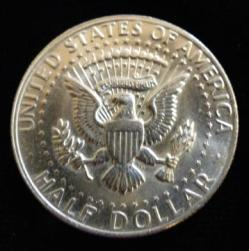 UNITED STATES OF AMERICA
HALF DOLLAR